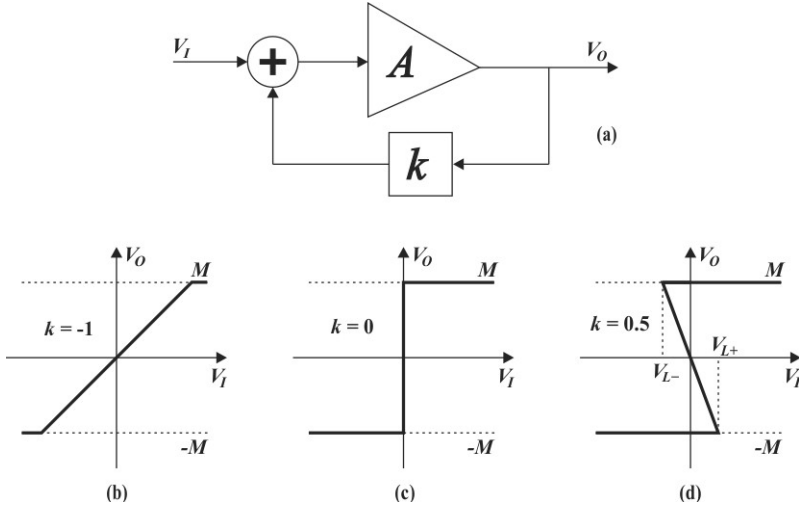 V_I
+
A
V_O
k
(a)
V_O
M
k = -1
V_I
-M
(b)
V_O
M
k = 0
V_I
-M
(c)
V_O
M
k = 0.5
V_L+
V_L−
V_I
-M
(d)